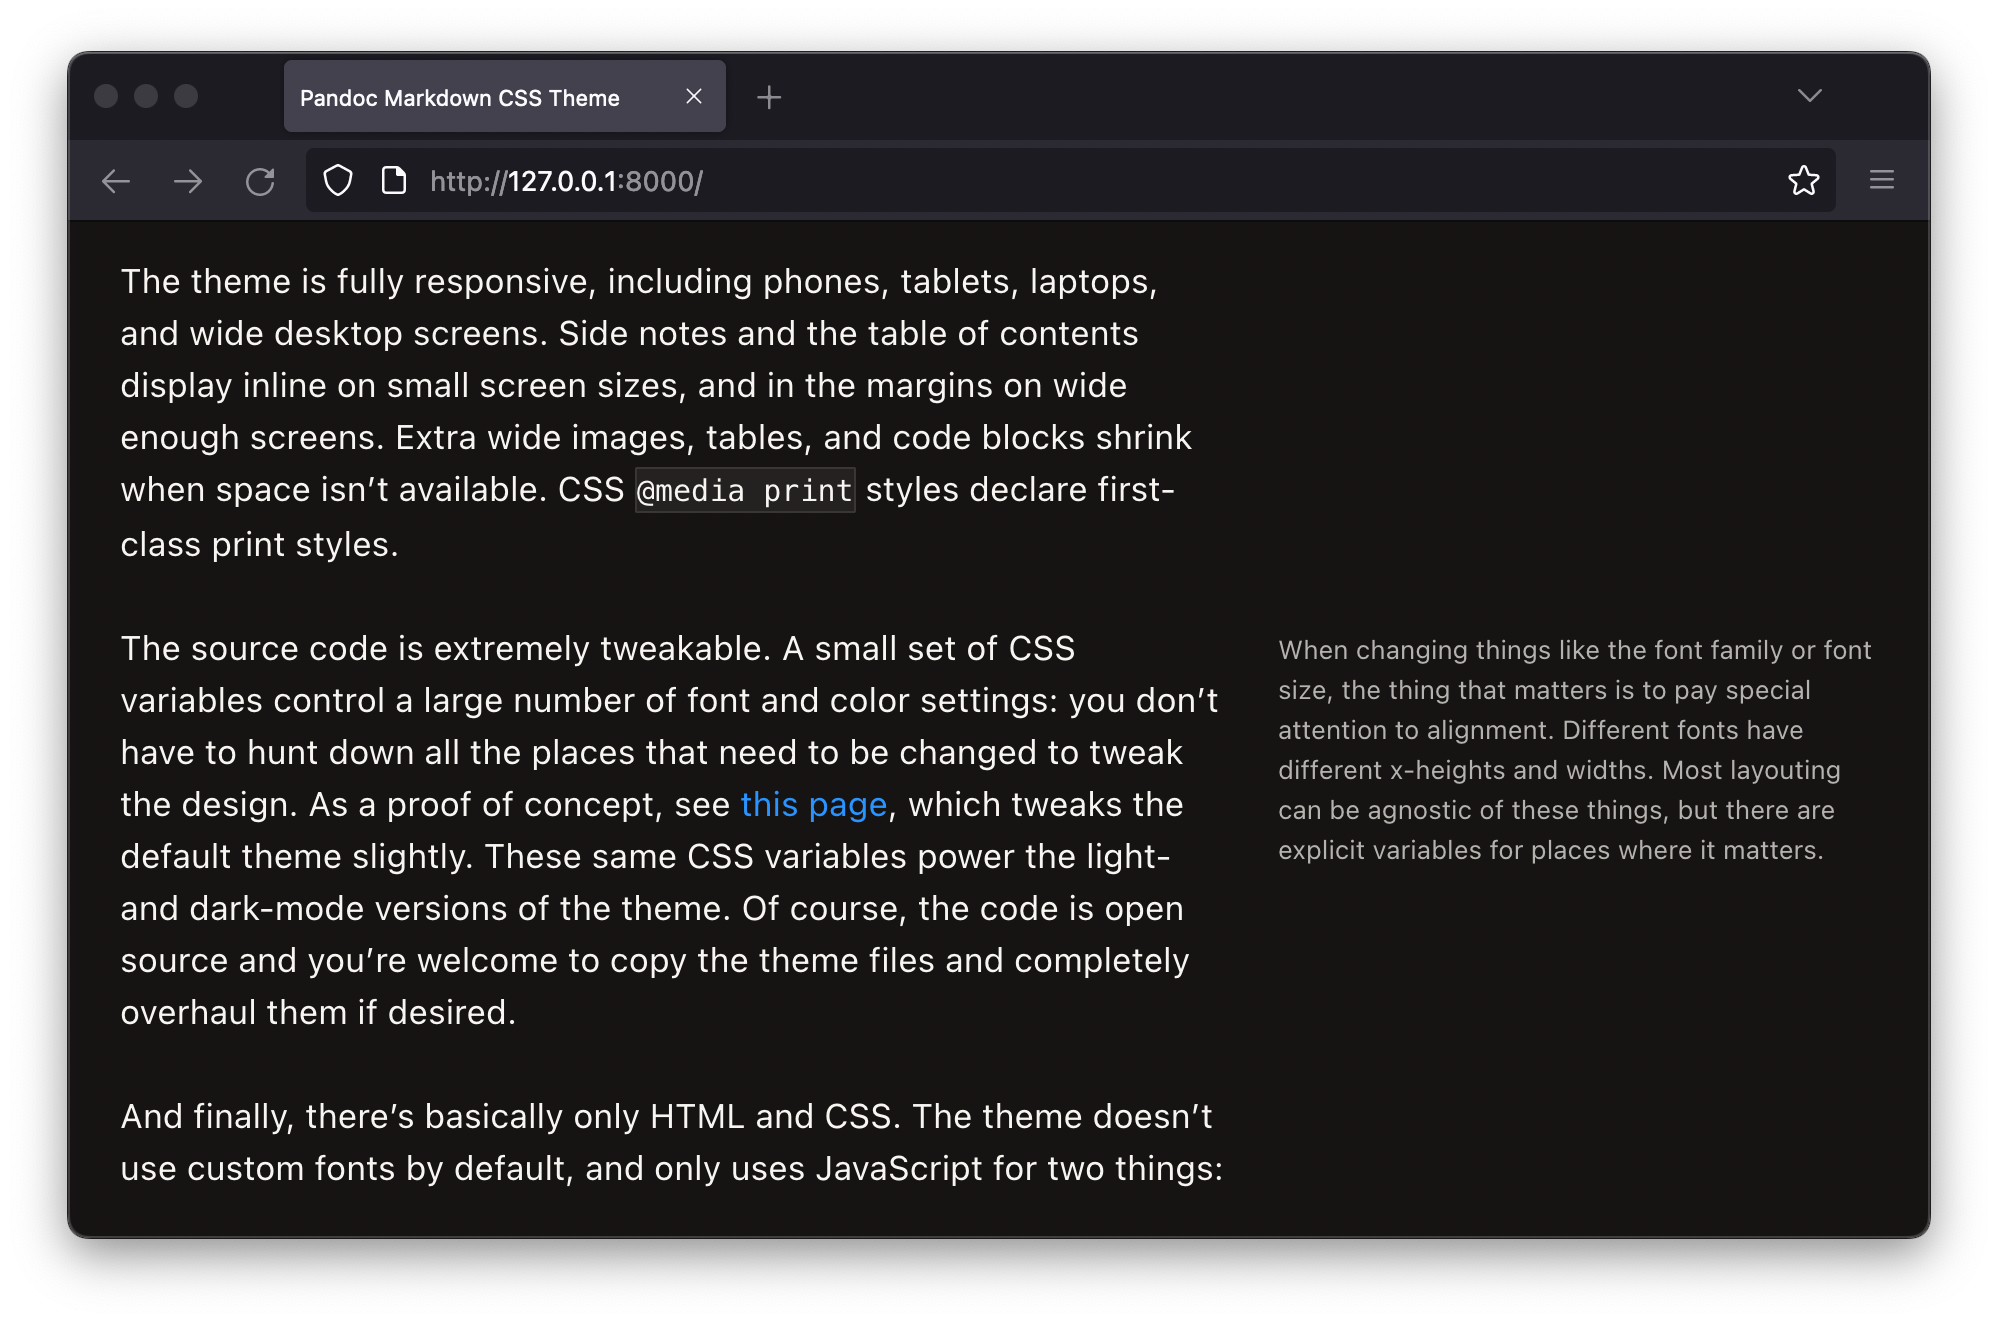 Pandoc Markdown CSS Theme
http://127.0.0.1:8000/
The theme is fully responsive, including phones, tablets, laptops,
and wide desktop screens. Side notes and the table of contents
display inline on small screen sizes, and in the margins on wide
enough screens. Extra wide images, tables, and code blocks shrink
when space isn’t available. CSS @media print styles declare first-
class print styles.
The source code is extremely tweakable. A small set of CSS
variables control a large number of font and color settings: you don’t
have to hunt down all the places that need to be changed to tweak
the design. As a proof of concept, see this page, which tweaks the
default theme slightly. These same CSS variables power the light-
and dark-mode versions of the theme. Of course, the code is open
source and you’re welcome to copy the theme files and completely
overhaul them if desired.
When changing things like the font family or font
size, the thing that matters is to pay special
attention to alignment. Different fonts have
different x-heights and widths. Most layouting
can be agnostic of these things, but there are
explicit variables for places where it matters.
And finally, there’s basically only HTML and CSS. The theme doesn’t
use custom fonts by default, and only uses JavaScript for two things: